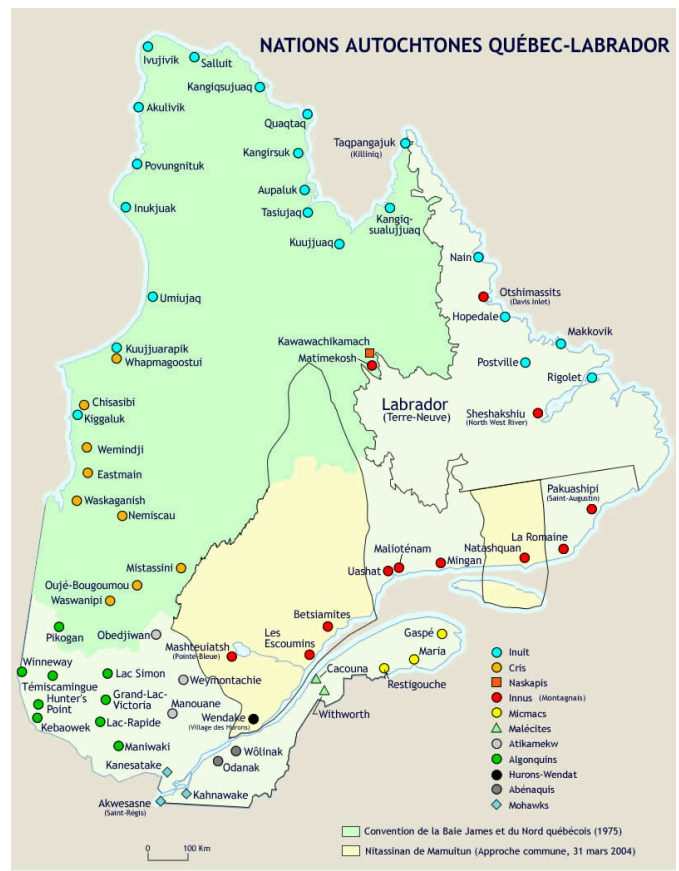 NATIONS AUTOCHTONES QUÉBEC-LABRADOR
Ivujivik
Salluit
Kangiqsujuaq
Akulivik
Quaqtaq
Taqpangajuk
(Killiniq)
Kangirsuk
Povungnituk
Aupaluk
Inukjuak
Tasiujaq
Kangiq-
sualujjuaq
Kuujjuaq
Nain
Umiujaq
Otshimassits
(Davis Inlet)
Hopedale
Makkovik
Kawawachikamach
Matimekosh
Kuujjuarapik
Whapmagoostui
Postville
Rigolet
Chisasibi
Kiggaluk
Labrador
(Terre-Neuve)
Sheshakshiu
(North West River)
Wemindji
Eastmain
Waskaganish
Nemiscau
Pakuashipi
(Saint-Augustin)
La Romaine
Natashquan
Malioténam
Mingan
Uashat
Mistassini
Oujé-Bougoumou
Waswanipi
Betsiamites
Pikogan
Obedjiwan
Les
Escoumins
Mashteuiatsh
(Pointe-Bleue)
Gaspé
Maria
Restigouche
Cacouna
Withworth
Winneway
Témiscamingue
Lac Simon
Weymontachie
Hunter's
Point
Grand-Lac-
Victoria
Manouane
Kebaowek
Lac-Rapide
Wendake
(Village des Hurons)
Maniwaki
Wôlinak
Odanak
Kanesatake
Kahnawake
Akwesasne
(Saint-Régis)
Inuit
Cris
Naskapis
Innus (Montagnais)
Micmacs
Malécites
Atikamekw
Algonquins
Hurons-Wendat
Abénaquis
Mohawks
Convention de la Baie James et du Nord québécois (1975)
Nitassinan de Mamuitun (Approche commune, 31 mars 2004)
0 100 Km